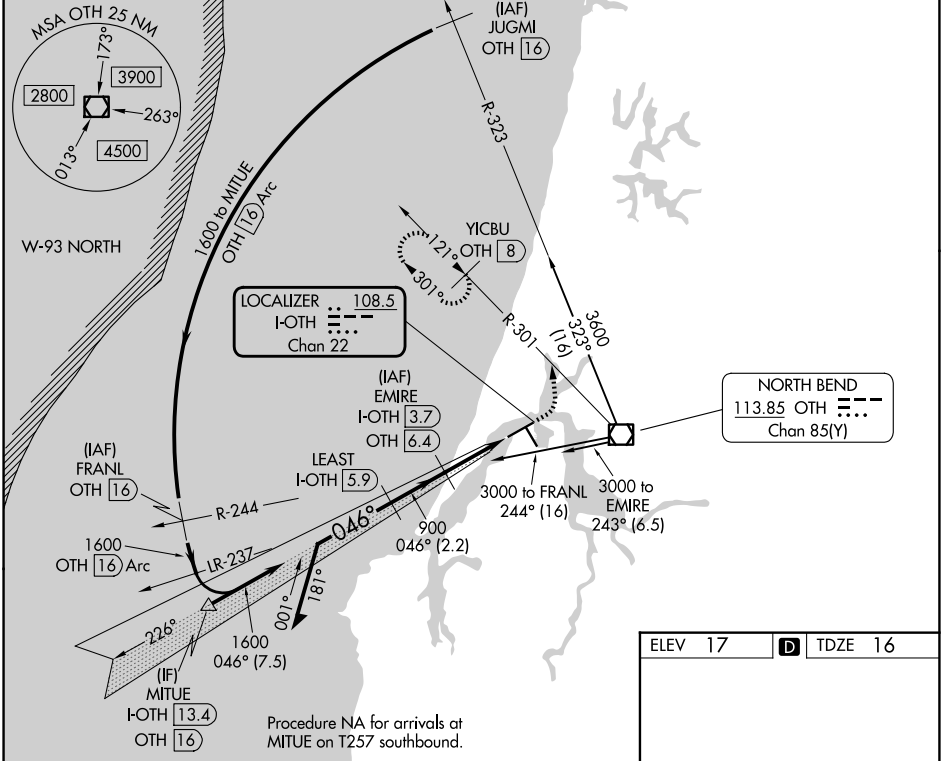 MSA OTH 25 NM
173°
3900
2800
263°
013°
4500
W-93 NORTH
(IAF)
JUGMI
OTH 16
R-323
1600 to MITUE
OTH 16 Arc
YICBU
OTH 8
121°
301°
R-301
3600
323°
(16)
LOCALIZER 108.5
I-OTH
Chan 22
(IAF)
EMIRE
I-OTH 3.7
OTH 6.4
NORTH BEND
113.85 OTH
Chan 85(Y)
LEAST
I-OTH 5.9
(IAF)
FRANL
OTH 16
R-244
3000 to FRANL
244° (16)
3000 to
EMIRE
243° (6.5)
046°
900
046° (2.2)
1600
OTH 16 Arc
LR-237
001°
181°
226°
1600
046° (7.5)
(IF)
MITUE
I-OTH 13.4
OTH 16
Procedure NA for arrivals at
MITUE on T257 southbound.
ELEV 17 D TDZE 16